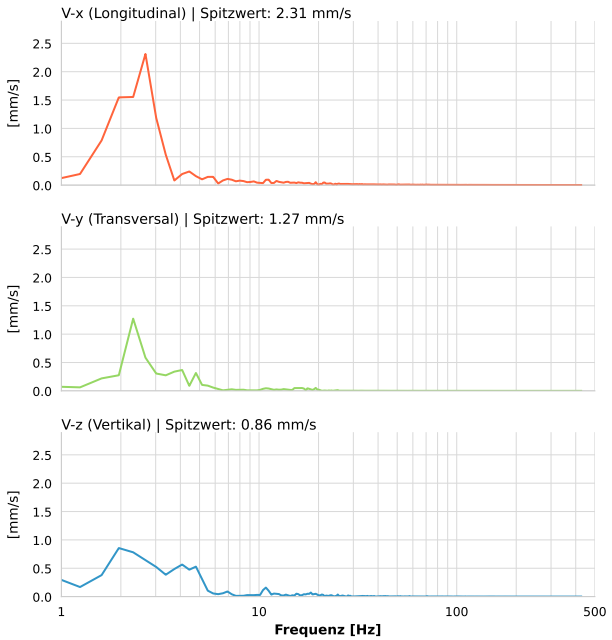 V-x (Longitudinal) | Spitzwert: 2.31 mm/s
2.5
2.0
1.5
1.0
0.5
0.0
[mm/s]
V-y (Transversal) | Spitzwert: 1.27 mm/s
2.5
2.0
1.5
1.0
0.5
0.0
[mm/s]
V-z (Vertikal) | Spitzwert: 0.86 mm/s
2.5
2.0
1.5
1.0
0.5
0.0
[mm/s]
1 10 100 500
Frequenz [Hz]